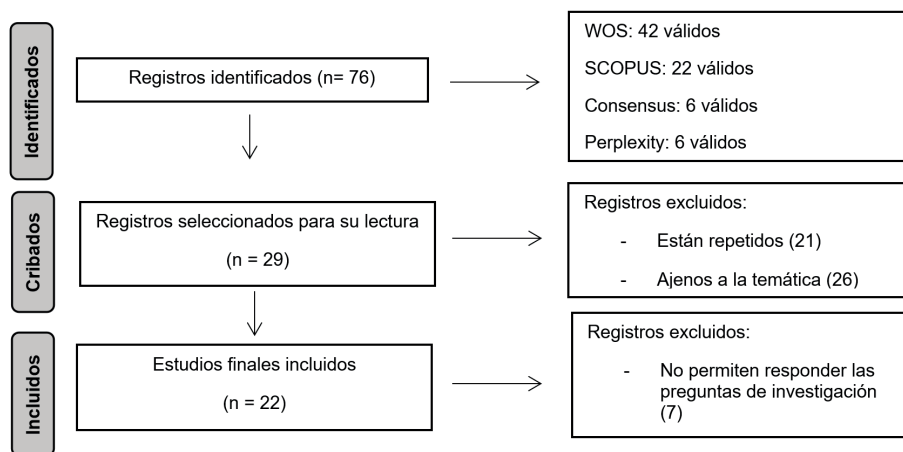 Identificados
Registros identificados (n= 76)
WOS: 42 válidos
SCOPUS: 22 válidos
Consensus: 6 válidos
Perplexity: 6 válidos
Cribados
Registros seleccionados para su lectura
(n = 29)
Registros excluidos:
- Están repetidos (21)
- Ajenos a la temática (26)
Incluidos
Estudios finales incluidos
(n = 22)
Registros excluidos:
- No permiten responder las
preguntas de investigación
(7)